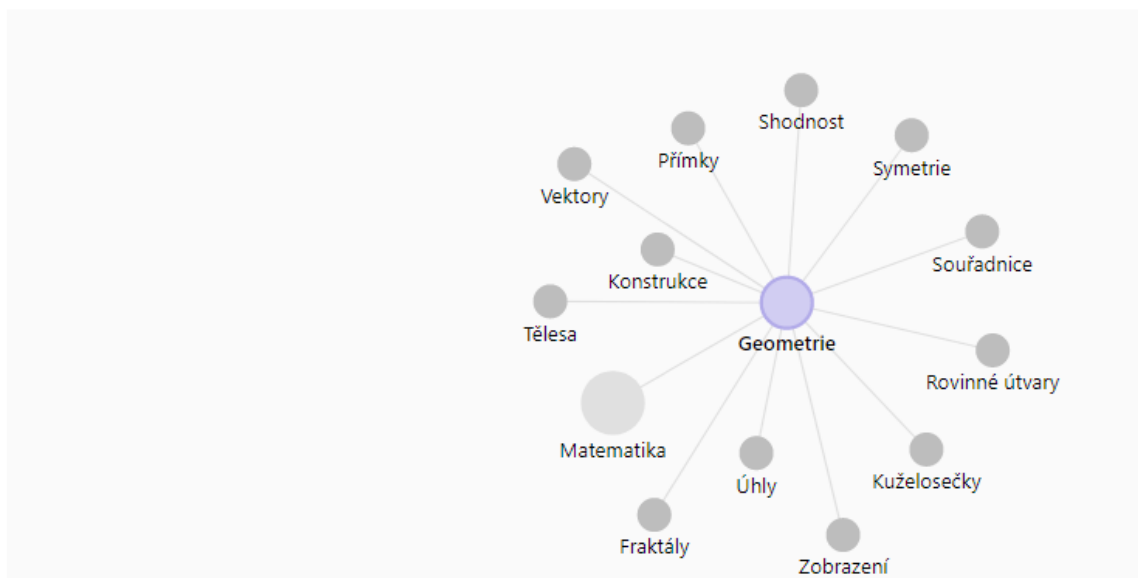 Shodnost
Přímky
Symetrie
Vektory
Souřadnice
Konstrukce
Tělesa
Geometrie
Rovinné útvary
Matematika
Kuželosečky
Úhly
Fraktály
Zobrazení